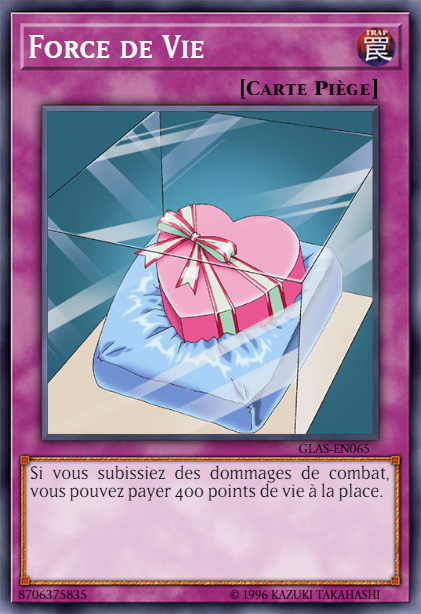 Force de Vie
TRAP
罠
[Carte Piège]
GLAS-EN065
Si vous subissiez des dommages de combat,
vous pouvez payer 400 points de vie à la place.
8706375835
© 1996 KAZUKI TAKAHASHI